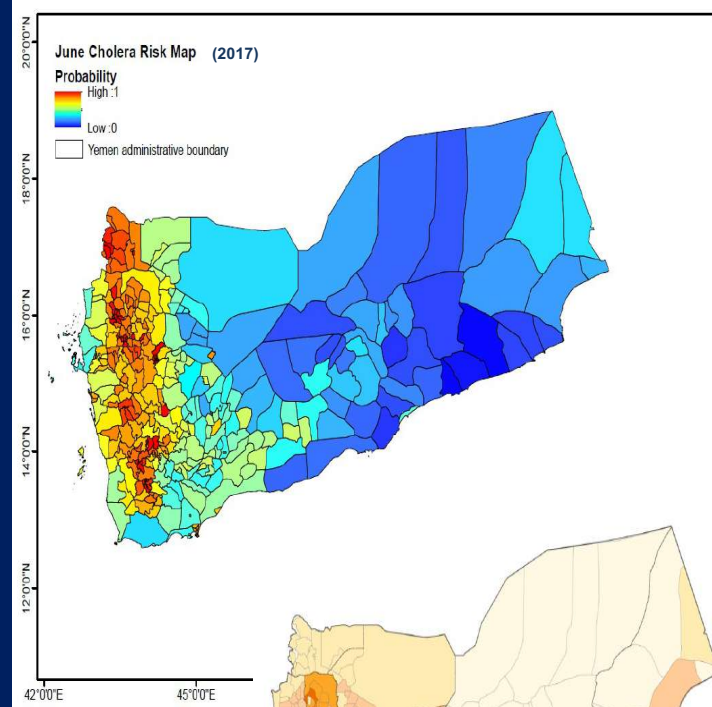 June Cholera Risk Map (2017)
Probability
High :1
Low :0
Yemen administrative boundary
20°0'0"N
18°0'0"N
16°0'0"N
14°0'0"N
12°0'0"N
42°0'0"E
45°0'0"E